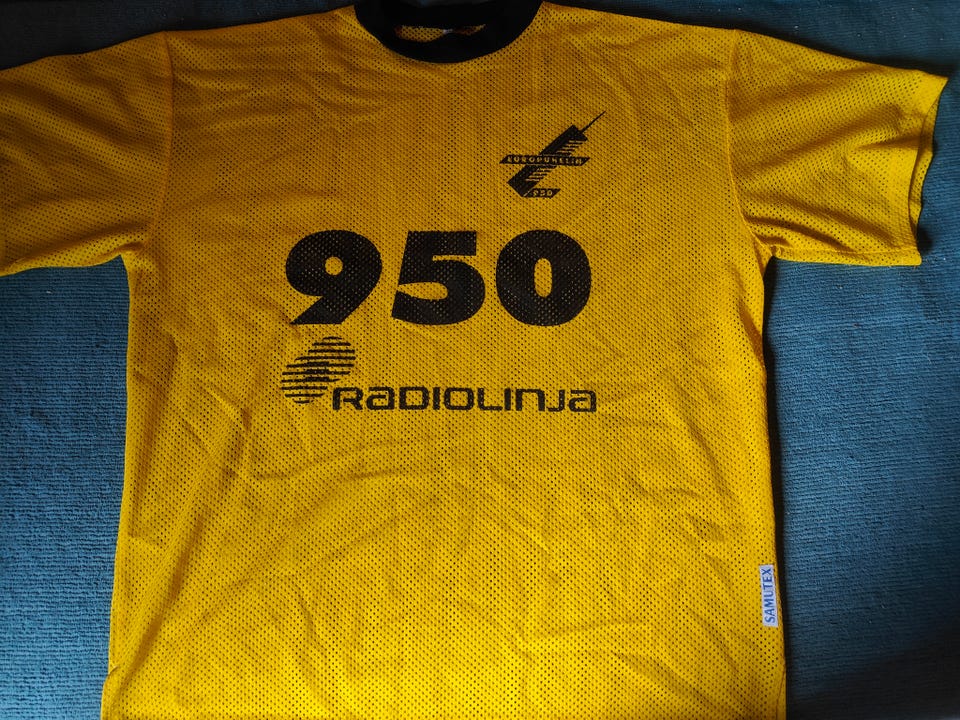 EUROPUHELIN
950
950
RADIOLINJA
SAMUTEX